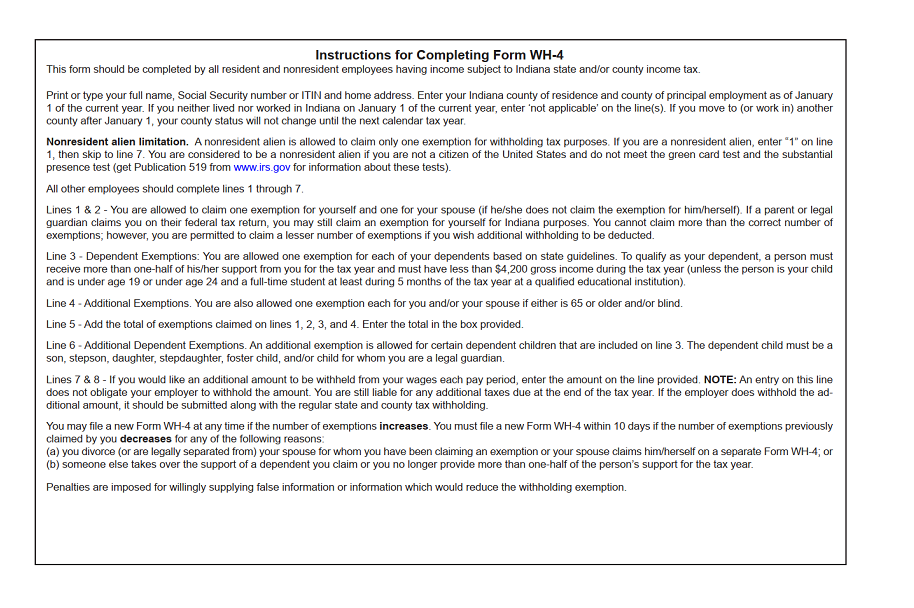 Instructions for Completing Form WH-4
This form should be completed by all resident and nonresident employees having income subject to Indiana state and/or county income tax.
Print or type your full name, Social Security number or ITIN and home address. Enter your Indiana county of residence and county of principal employment as of January
1 of the current year. If you neither lived nor worked in Indiana on January 1 of the current year, enter ‘not applicable’ on the line(s). If you move to (or work in) another
county after January 1, your county status will not change until the next calendar tax year.
Nonresident alien limitation. A nonresident alien is allowed to claim only one exemption for withholding tax purposes. If you are a nonresident alien, enter “1” on line
1, then skip to line 7. You are considered to be a nonresident alien if you are not a citizen of the United States and do not meet the green card test and the substantial
presence test (get Publication 519 from www.irs.gov for information about these tests).
All other employees should complete lines 1 through 7.
Lines 1 & 2 - You are allowed to claim one exemption for yourself and one for your spouse (if he/she does not claim the exemption for him/herself). If a parent or legal
guardian claims you on their federal tax return, you may still claim an exemption for yourself for Indiana purposes. You cannot claim more than the correct number of
exemptions; however, you are permitted to claim a lesser number of exemptions if you wish additional withholding to be deducted.
Line 3 - Dependent Exemptions: You are allowed one exemption for each of your dependents based on state guidelines. To qualify as your dependent, a person must
receive more than one-half of his/her support from you for the tax year and must have less than $4,200 gross income during the tax year (unless the person is your child
and is under age 19 or under age 24 and a full-time student at least during 5 months of the tax year at a qualified educational institution).
Line 4 - Additional Exemptions. You are also allowed one exemption each for you and/or your spouse if either is 65 or older and/or blind.
Line 5 - Add the total of exemptions claimed on lines 1, 2, 3, and 4. Enter the total in the box provided.
Line 6 - Additional Dependent Exemptions. An additional exemption is allowed for certain dependent children that are included on line 3. The dependent child must be a
son, stepson, daughter, stepdaughter, foster child, and/or child for whom you are a legal guardian.
Lines 7 & 8 - If you would like an additional amount to be withheld from your wages each pay period, enter the amount on the line provided. NOTE: An entry on this line
does not obligate your employer to withhold the amount. You are still liable for any additional taxes due at the end of the tax year. If the employer does withhold the ad-
ditional amount, it should be submitted along with the regular state and county tax withholding.
You may file a new Form WH-4 at any time if the number of exemptions increases. You must file a new Form WH-4 within 10 days if the number of exemptions previously
claimed by you decreases for any of the following reasons:
(a) you divorce (or are legally separated from) your spouse for whom you have been claiming an exemption or your spouse claims him/herself on a separate Form WH-4; or
(b) someone else takes over the support of a dependent you claim or you no longer provide more than one-half of the person’s support for the tax year.
Penalties are imposed for willingly supplying false information or information which would reduce the withholding exemption.